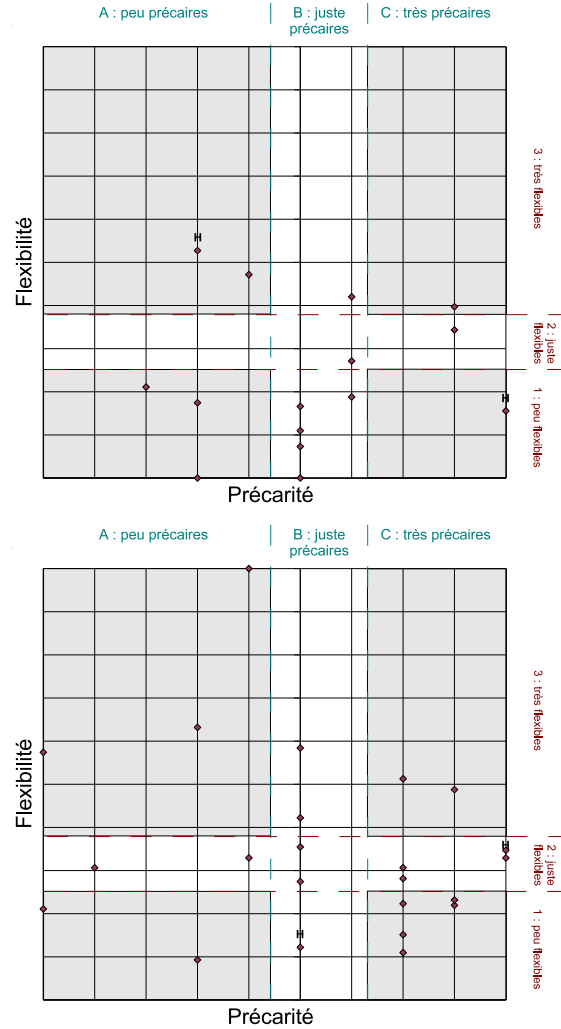 A : peu précaires
B : juste
précaires
C : très précaires
Flexibilité
3 : très flexibles
2 : juste
flexibles
1 : peu flexibles
H
H
Précarité
A : peu précaires
B : juste
précaires
C : très précaires
Flexibilité
3 : très flexibles
2 : juste
flexibles
1 : peu flexibles
H
H
Précarité